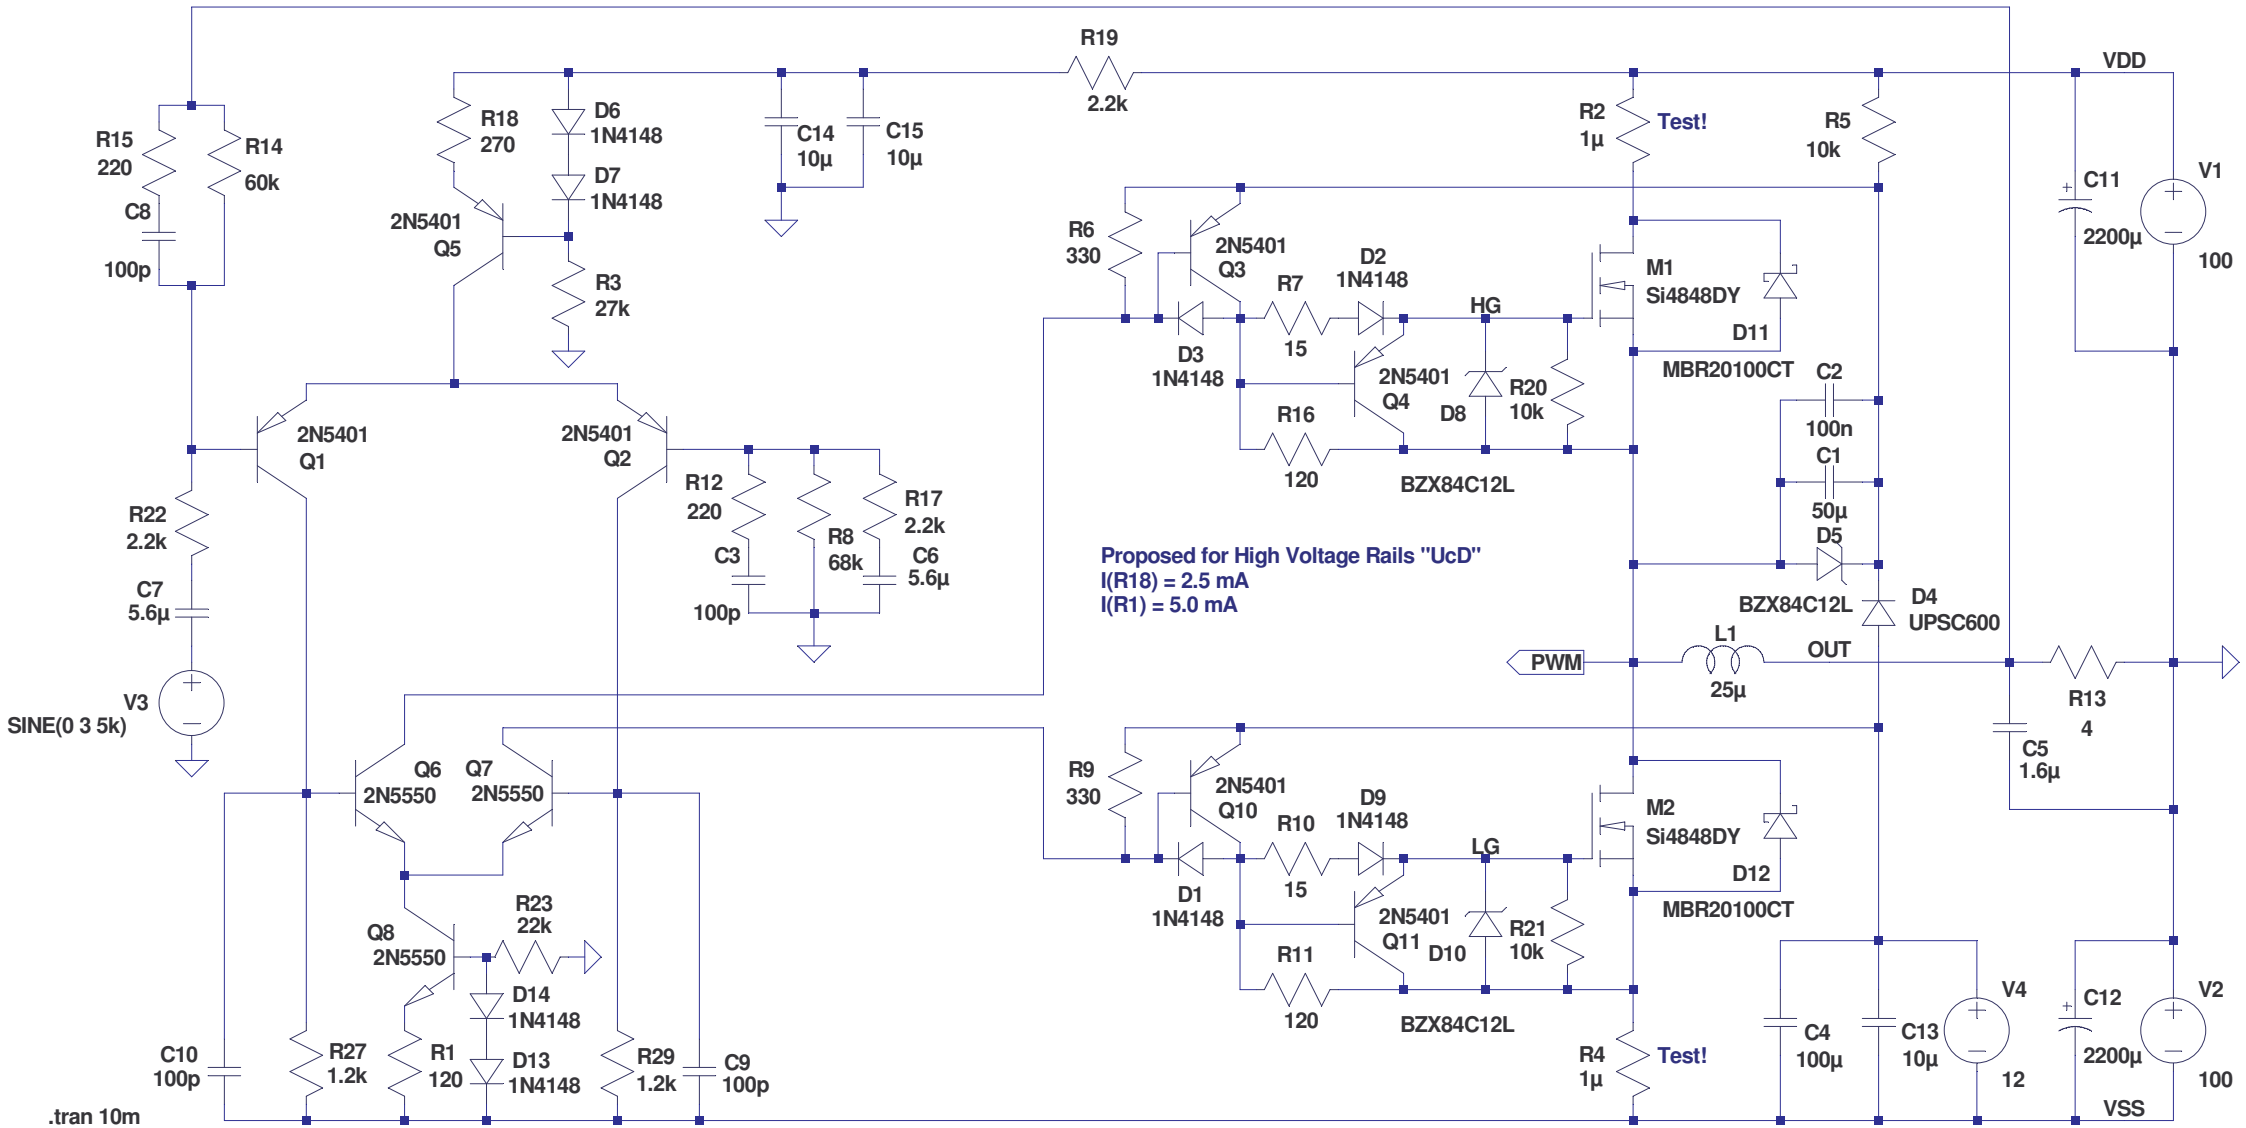 R19
2.2k
VDD
R15
220
R14
60k
R18
270
D6
1N4148
D7
1N4148
C14
10µ
C15
10µ
R2
1µ
Test!
R5
10k
C11
2200µ
V1
100
C8
100p
2N5401
Q5
R3
27k
R6
330
2N5401
Q3
D3
1N4148
R7
15
D2
1N4148
HG
M1
Si4848DY
D11
MBR20100CT
2N5401
Q4
D8
R20
10k
R16
120
BZX84C12L
C2
100n
C1
50µ
D5
BZX84C12L
D4
UPSC600
2N5401
Q1
2N5401
Q2
R12
220
R8
68k
R17
2.2k
C3
100p
C6
5.6µ
R22
2.2k
C7
5.6µ
V3
SINE(0 3 5k)
Proposed for High Voltage Rails "UcD"
I(R18) = 2.5 mA
I(R1) = 5.0 mA
PWM
L1
25µ
OUT
R13
4
C5
1.6µ
Q6
2N5550
Q7
2N5550
R9
330
2N5401
Q10
D1
1N4148
R10
15
D9
1N4148
LG
M2
Si4848DY
D12
MBR20100CT
2N5401
Q11
D10
R21
10k
R11
120
BZX84C12L
R23
22k
Q8
2N5550
D14
1N4148
D13
1N4148
C10
100p
R27
1.2k
R1
120
R29
1.2k
C9
100p
R4
1µ
Test!
C4
100µ
C13
10µ
V4
12
C12
2200µ
V2
100
VSS
.tran 10m